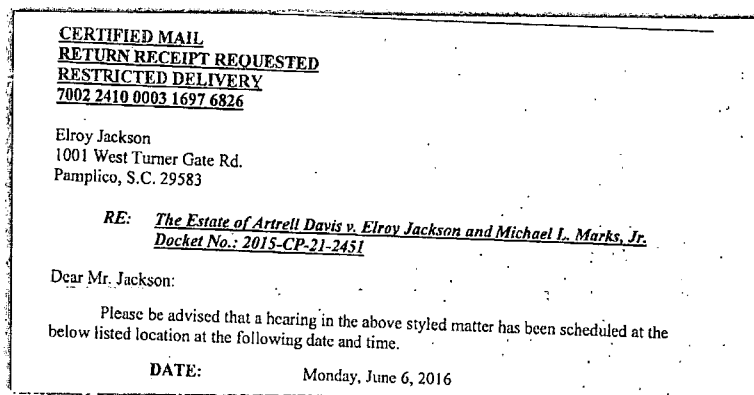 CERTIFIED MAIL
RETURN RECEIPT REQUESTED
RESTRICTED DELIVERY
7002 2410 0003 1697 6826
Elroy Jackson
1001 West Turner Gate Rd.
Pamplico, S.C. 29583
RE: The Estate of Artrell Davis v. Elroy Jackson and Michael L. Marks, Jr.
Docket No.: 2015-CP-21-2451
Dear Mr. Jackson:
Please be advised that a hearing in the above styled matter has been scheduled at the
below listed location at the following date and time.
DATE: Monday, June 6, 2016